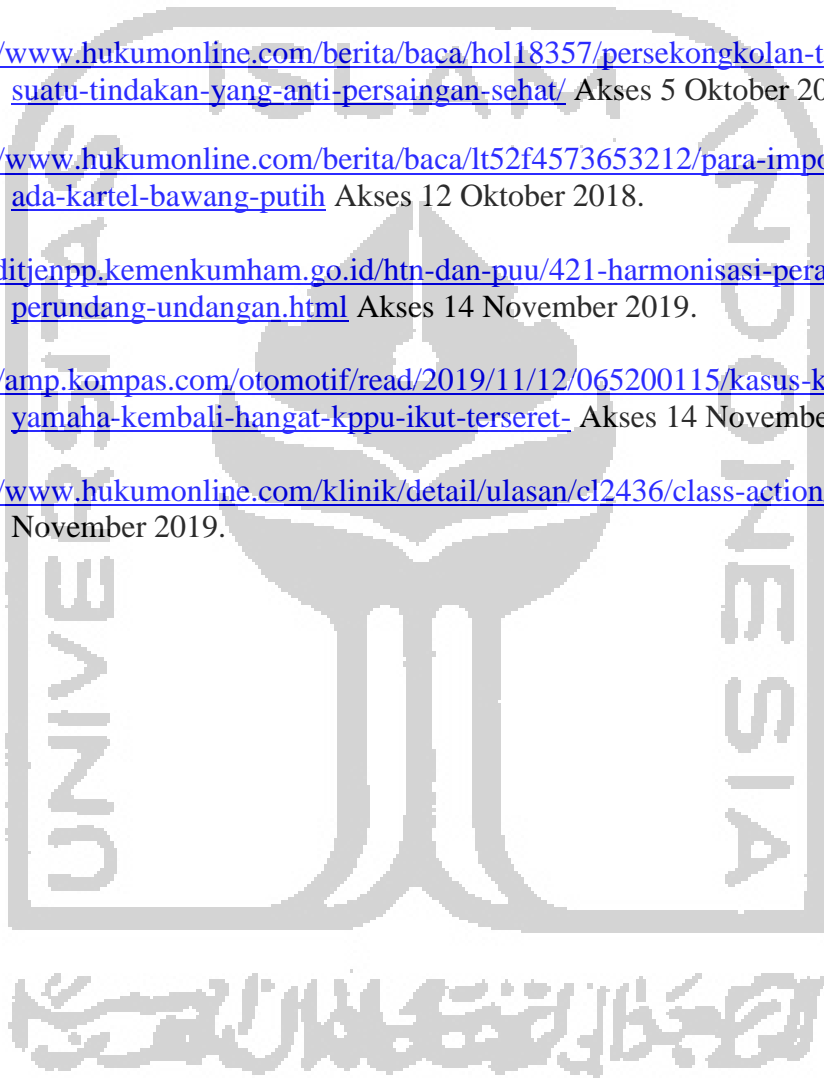 /www.hukumonline.com/berita/baca/hol18357/persekongkolan-t
suatu-tindakan-yang-anti-persaingan-sehat/ Akses 5 Oktober 20
/www.hukumonline.com/berita/baca/lt52f4573653212/para-impo
ada-kartel-bawang-putih Akses 12 Oktober 2018.
ditjenpp.kemenkumham.go.id/htn-dan-puu/421-harmonisasi-pera
perundang-undangan.html Akses 14 November 2019.
/amp.kompas.com/otomotif/read/2019/11/12/065200115/kasus-k
yamaha-kembali-hangat-kppu-ikut-terseret- Akses 14 Novembe
/www.hukumonline.com/klinik/detail/ulasan/cl2436/class-action
November 2019.
ISLAM
UNIVERSITAS
INDONESIA